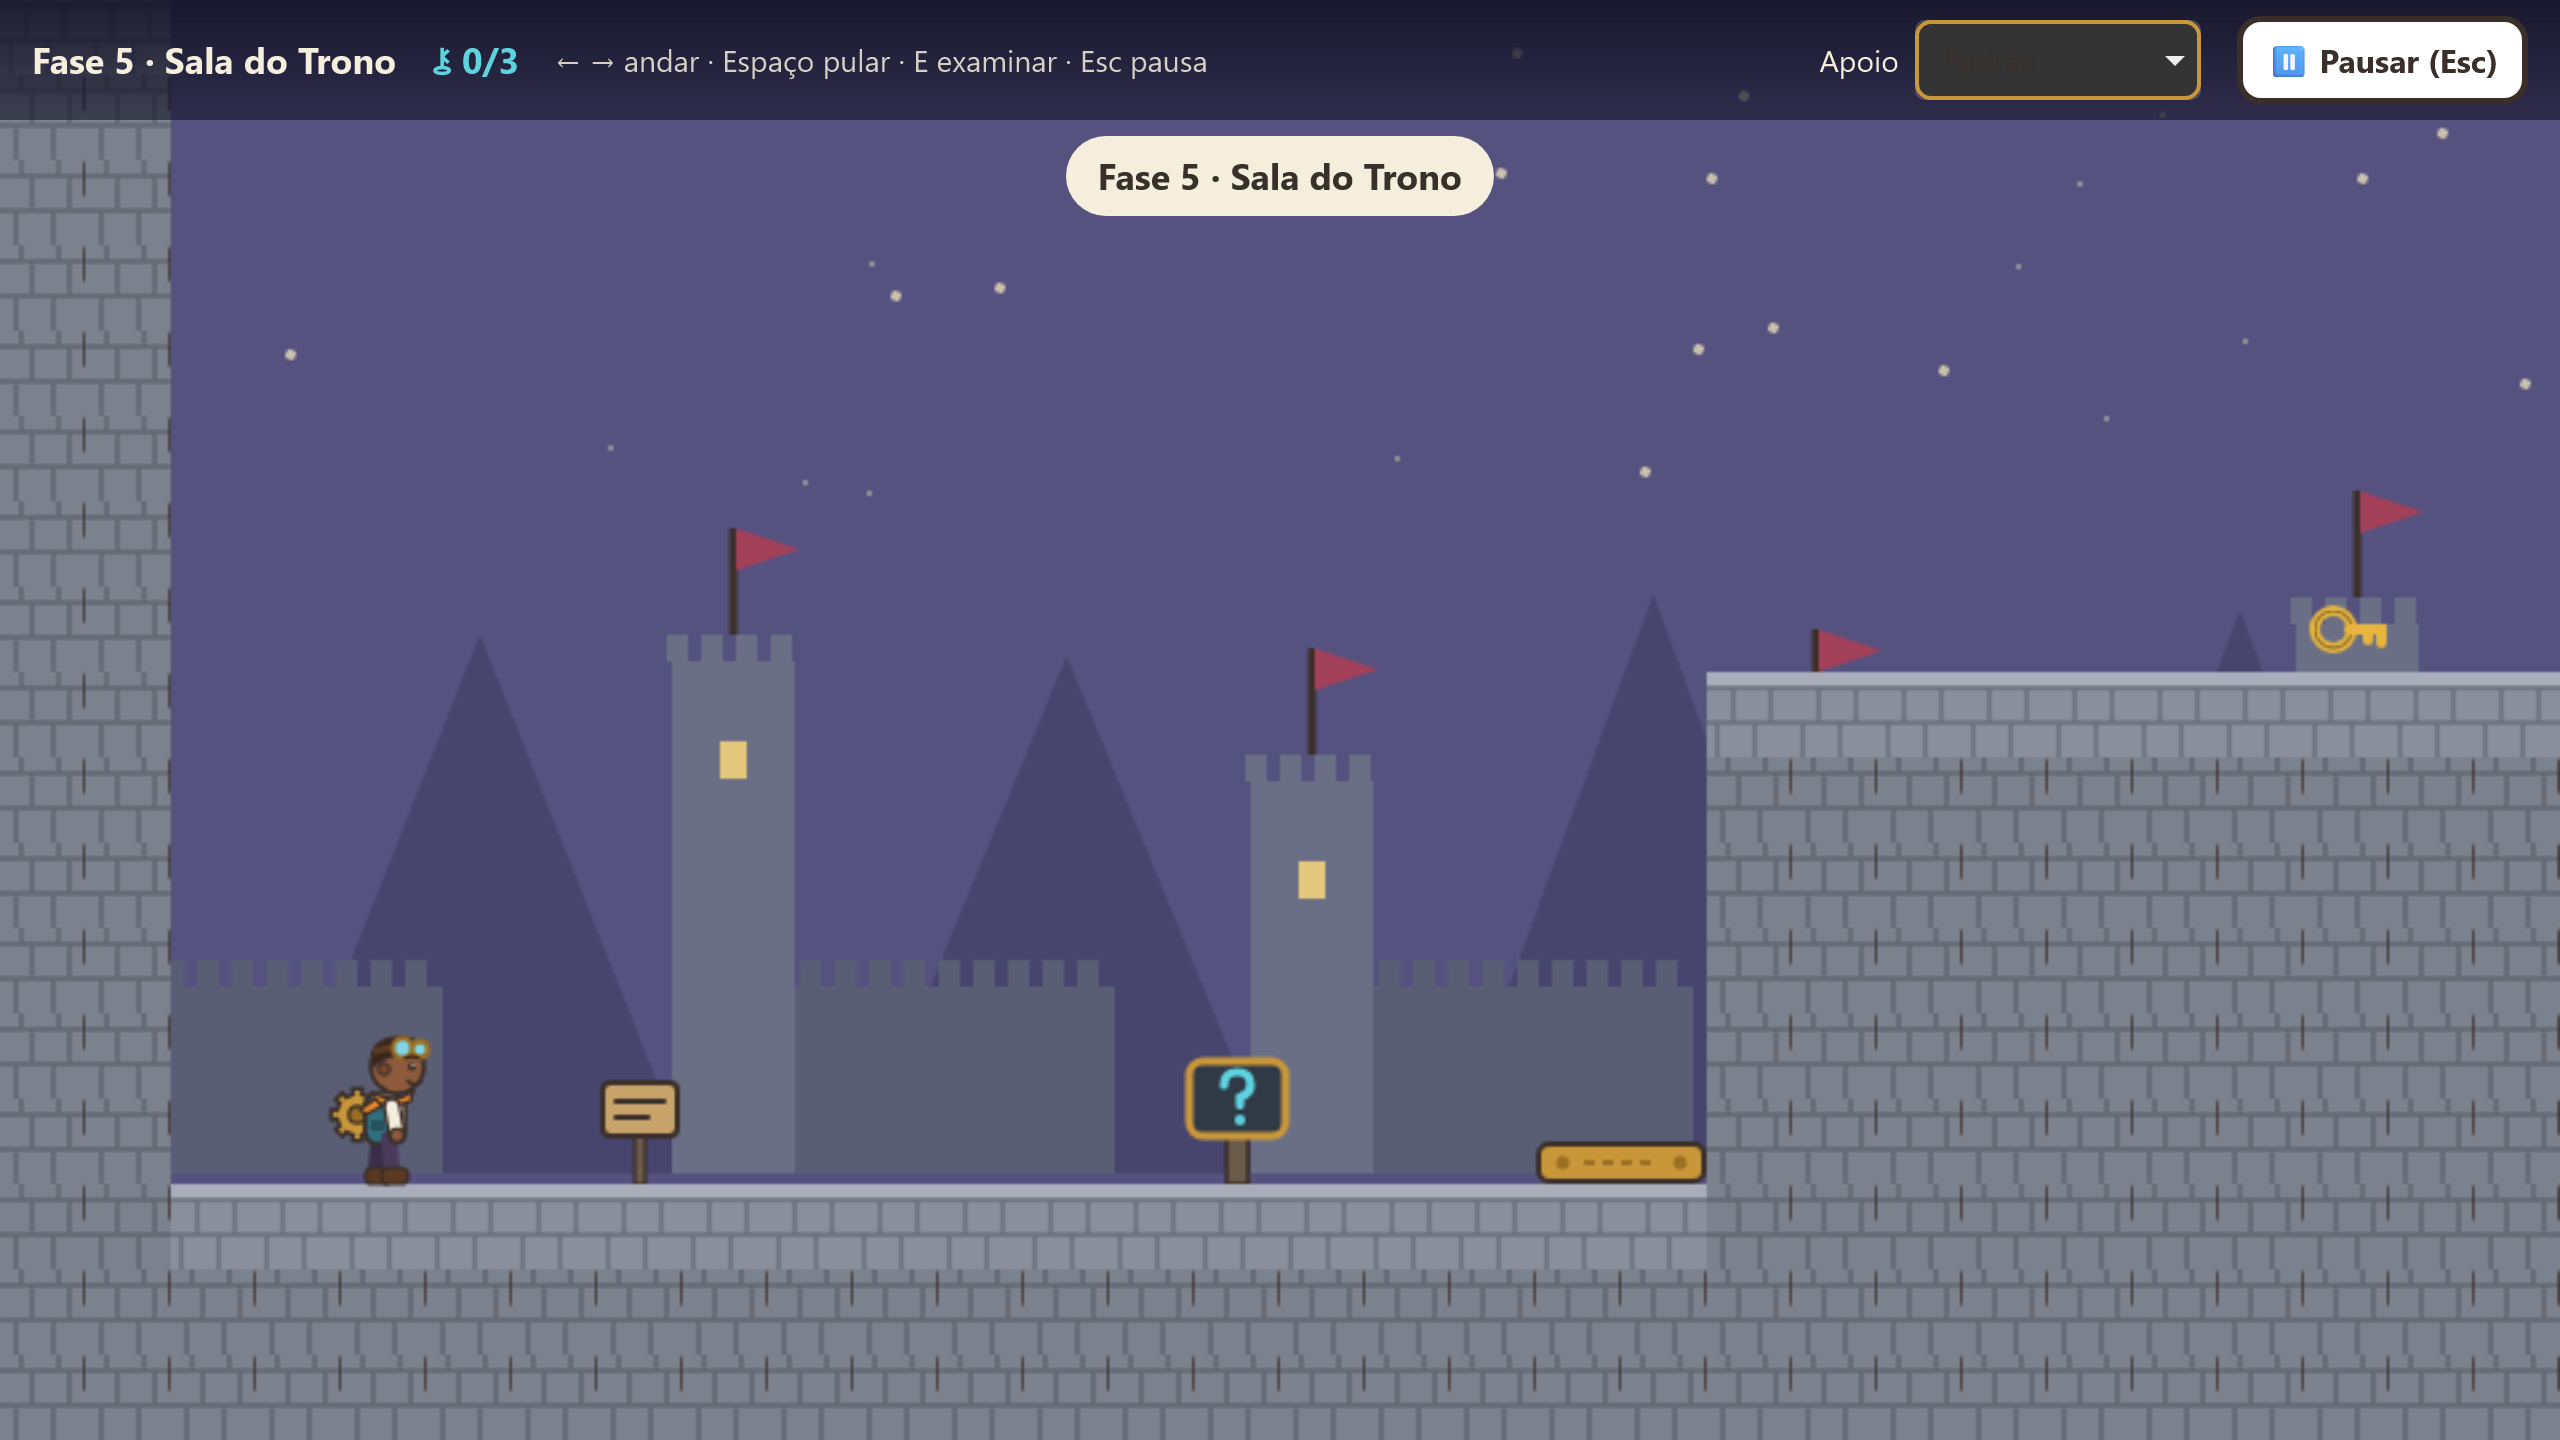 Fase 5 · Sala do Trono 0/3 ← → andar · Espaço pular · E examinar · Esc pausa Apoio Pausar (Esc)
Fase 5 · Sala do Trono
?